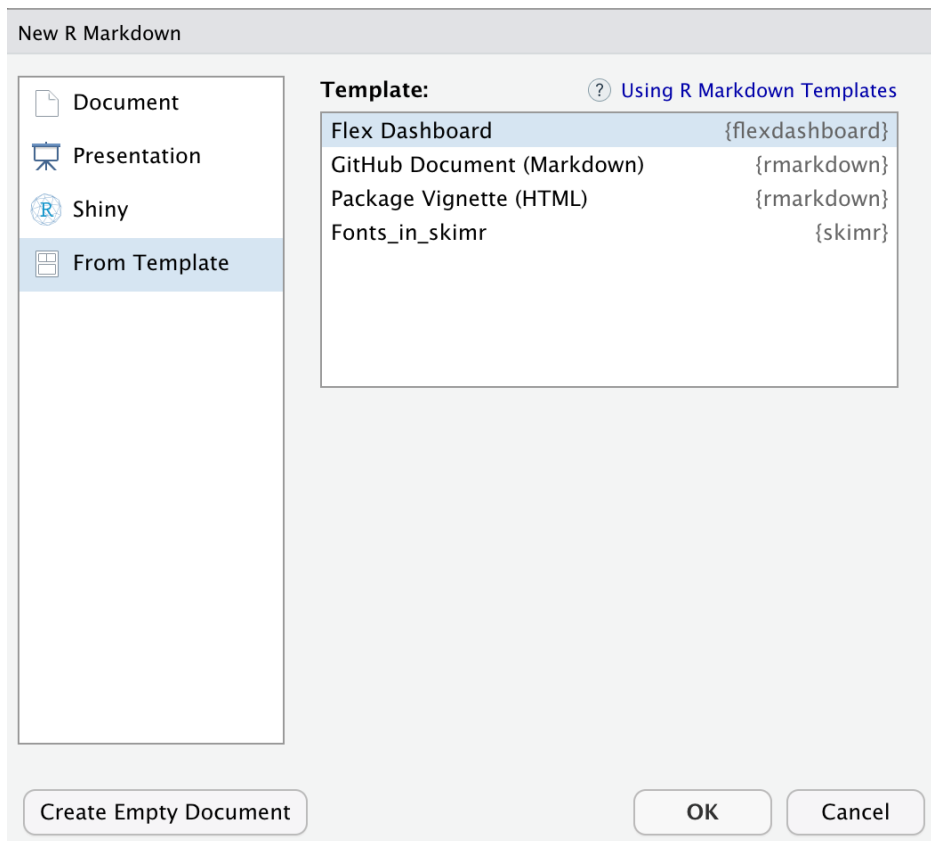 New R Markdown
Document
Presentation
R Shiny
From Template
Template:
? Using R Markdown Templates
Flex Dashboard {flexdashboard}
GitHub Document (Markdown) {rmarkdown}
Package Vignette (HTML) {rmarkdown}
Fonts_in_skimr {skimr}
Create Empty Document
OK
Cancel